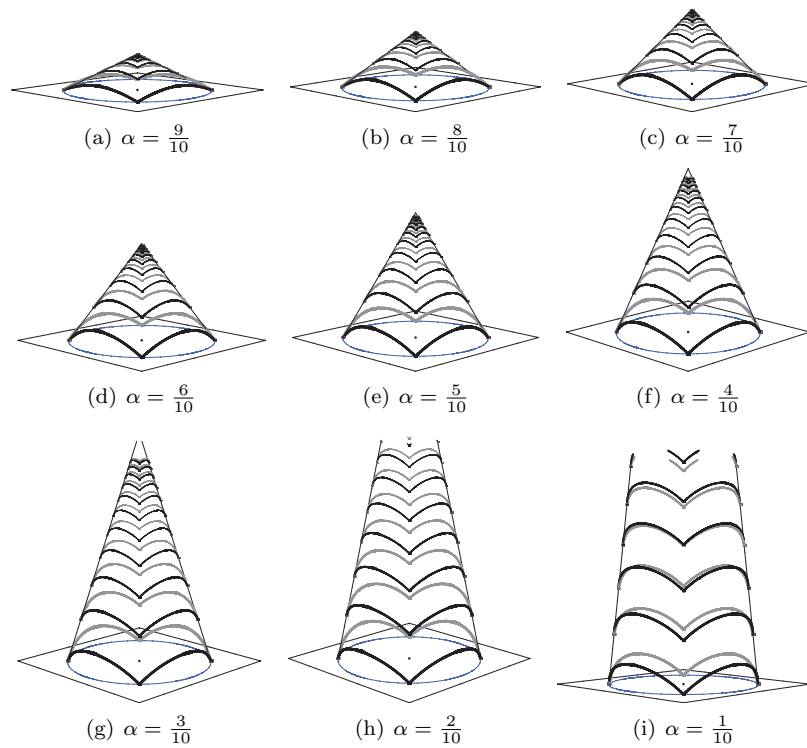 (a) α = 9/10
(b) α = 8/10
(c) α = 7/10
(d) α = 6/10
(e) α = 5/10
(f) α = 4/10
(g) α = 3/10
(h) α = 2/10
(i) α = 1/10